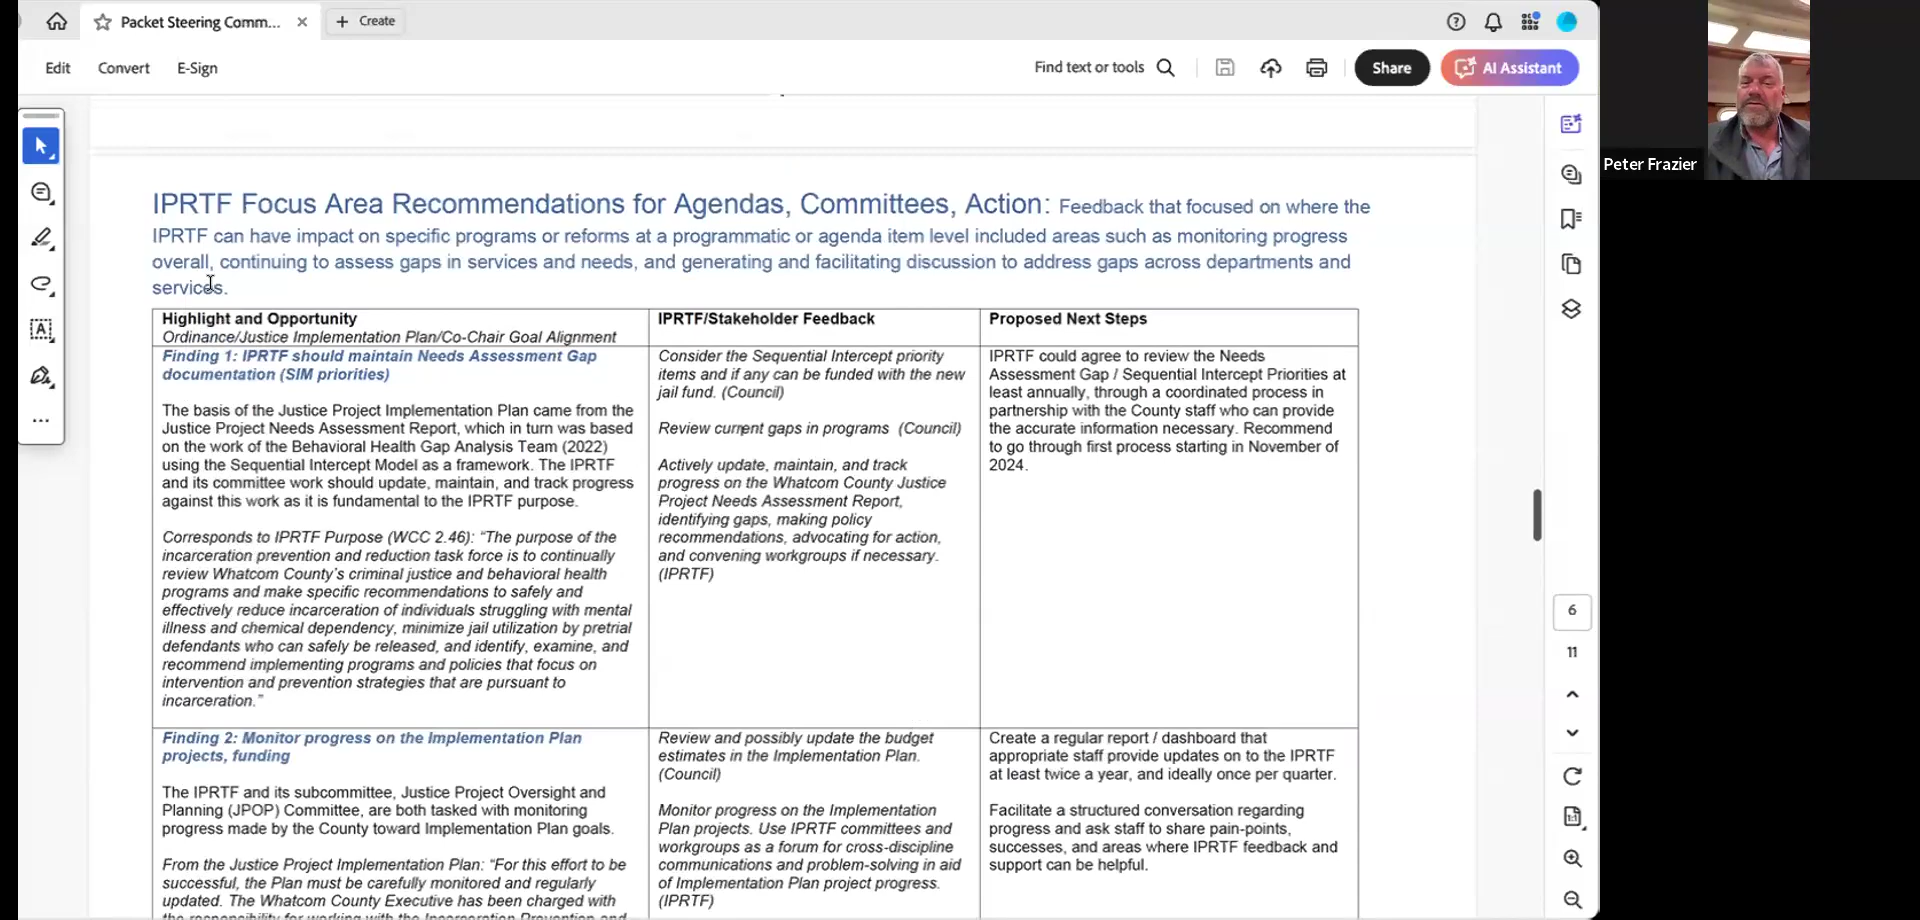 Packet Steering Comm...
Create
Edit
Convert
E-Sign
Find text or tools
Share
AI Assistant
Peter Frazier
IPRTF Focus Area Recommendations for Agendas, Committees, Action: Feedback that focused on where the
IPRTF can have impact on specific programs or reforms at a programmatic or agenda item level included areas such as monitoring progress
overall, continuing to assess gaps in services and needs, and generating and facilitating discussion to address gaps across departments and
services.
Highlight and Opportunity
Ordinance/Justice Implementation Plan/Co-Chair Goal Alignment
IPRTF/Stakeholder Feedback
Proposed Next Steps
Finding 1: IPRTF should maintain Needs Assessment Gap
documentation (SIM priorities)
The basis of the Justice Project Implementation Plan came from the
Justice Project Needs Assessment Report, which in turn was based
on the work of the Behavioral Health Gap Analysis Team (2022)
using the Sequential Intercept Model as a framework. The IPRTF
and its committee work should update, maintain, and track progress
against this work as it is fundamental to the IPRTF purpose.
Corresponds to IPRTF Purpose (WCC 2.46): “The purpose of the
incarceration prevention and reduction task force is to continually
review Whatcom County’s criminal justice and behavioral health
programs and make specific recommendations to safely and
effectively reduce incarceration of individuals struggling with mental
illness and chemical dependency, minimize jail utilization by pretrial
defendants who can safely be released, and identify, examine, and
recommend implementing programs and policies that focus on
intervention and prevention strategies that are pursuant to
incarceration.”
Consider the Sequential Intercept priority
items and if any can be funded with the new
jail fund. (Council)
Review current gaps in programs (Council)
Actively update, maintain, and track
progress on the Whatcom County Justice
Project Needs Assessment Report,
identifying gaps, making policy
recommendations, advocating for action,
and convening workgroups if necessary.
(IPRTF)
IPRTF could agree to review the Needs
Assessment Gap / Sequential Intercept Priorities at
least annually, through a coordinated process in
partnership with the County staff who can provide
the accurate information necessary. Recommend
to go through first process starting in November of
2024.
Finding 2: Monitor progress on the Implementation Plan
projects, funding
The IPRTF and its subcommittee, Justice Project Oversight and
Planning (JPOP) Committee, are both tasked with monitoring
progress made by the County toward Implementation Plan goals.
From the Justice Project Implementation Plan: “For this effort to be
successful, the Plan must be carefully monitored and regularly
updated. The Whatcom County Executive has been charged with
the responsibility for working with the Incarceration Prevention and
Review and possibly update the budget
estimates in the Implementation Plan.
(Council)
Monitor progress on the Implementation
Plan projects. Use IPRTF committees and
workgroups as a forum for cross-discipline
communications and problem-solving in aid
of Implementation Plan project progress.
(IPRTF)
Create a regular report / dashboard that
appropriate staff provide updates on to the IPRTF
at least twice a year, and ideally once per quarter.
Facilitate a structured conversation regarding
progress and ask staff to share pain-points,
successes, and areas where IPRTF feedback and
support can be helpful.
6
11